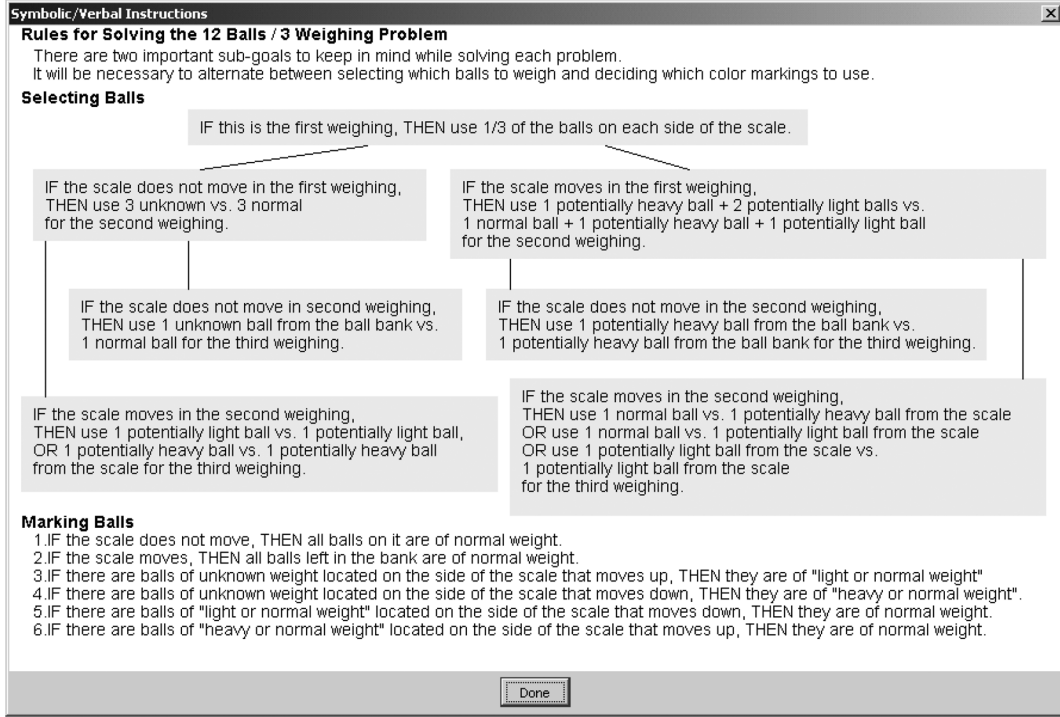 Symbolic/Verbal Instructions
Rules for Solving the 12 Balls / 3 Weighing Problem
There are two important sub-goals to keep in mind while solving each problem.
It will be necessary to alternate between selecting which balls to weigh and deciding which color markings to use.
Selecting Balls
IF this is the first weighing, THEN use 1/3 of the balls on each side of the scale.
IF the scale does not move in the first weighing,
THEN use 3 unknown vs. 3 normal
for the second weighing.
IF the scale moves in the first weighing,
THEN use 1 potentially heavy ball + 2 potentially light balls vs.
1 normal ball + 1 potentially heavy ball + 1 potentially light ball
for the second weighing.
IF the scale does not move in second weighing,
THEN use 1 unknown ball from the ball bank vs.
1 normal ball for the third weighing.
IF the scale does not move in the second weighing,
THEN use 1 potentially heavy ball from the ball bank vs.
1 potentially heavy ball from the ball bank for the third weighing.
IF the scale moves in the second weighing,
THEN use 1 potentially light ball vs. 1 potentially light ball,
OR 1 potentially heavy ball vs. 1 potentially heavy ball
from the scale for the third weighing.
IF the scale moves in the second weighing,
THEN use 1 normal ball vs. 1 potentially heavy ball from the scale
OR use 1 normal ball vs. 1 potentially light ball from the scale
OR use 1 potentially light ball from the scale vs.
1 potentially light ball from the scale
for the third weighing.
Marking Balls
1.IF the scale does not move, THEN all balls on it are of normal weight.
2.IF the scale moves, THEN all balls left in the bank are of normal weight.
3.IF there are balls of unknown weight located on the side of the scale that moves up, THEN they are of "light or normal weight"
4.IF there are balls of unknown weight located on the side of the scale that moves down, THEN they are of "heavy or normal weight".
5.IF there are balls of "light or normal weight" located on the side of the scale that moves down, THEN they are of normal weight.
6.IF there are balls of "heavy or normal weight" located on the side of the scale that moves up, THEN they are of normal weight.
Done